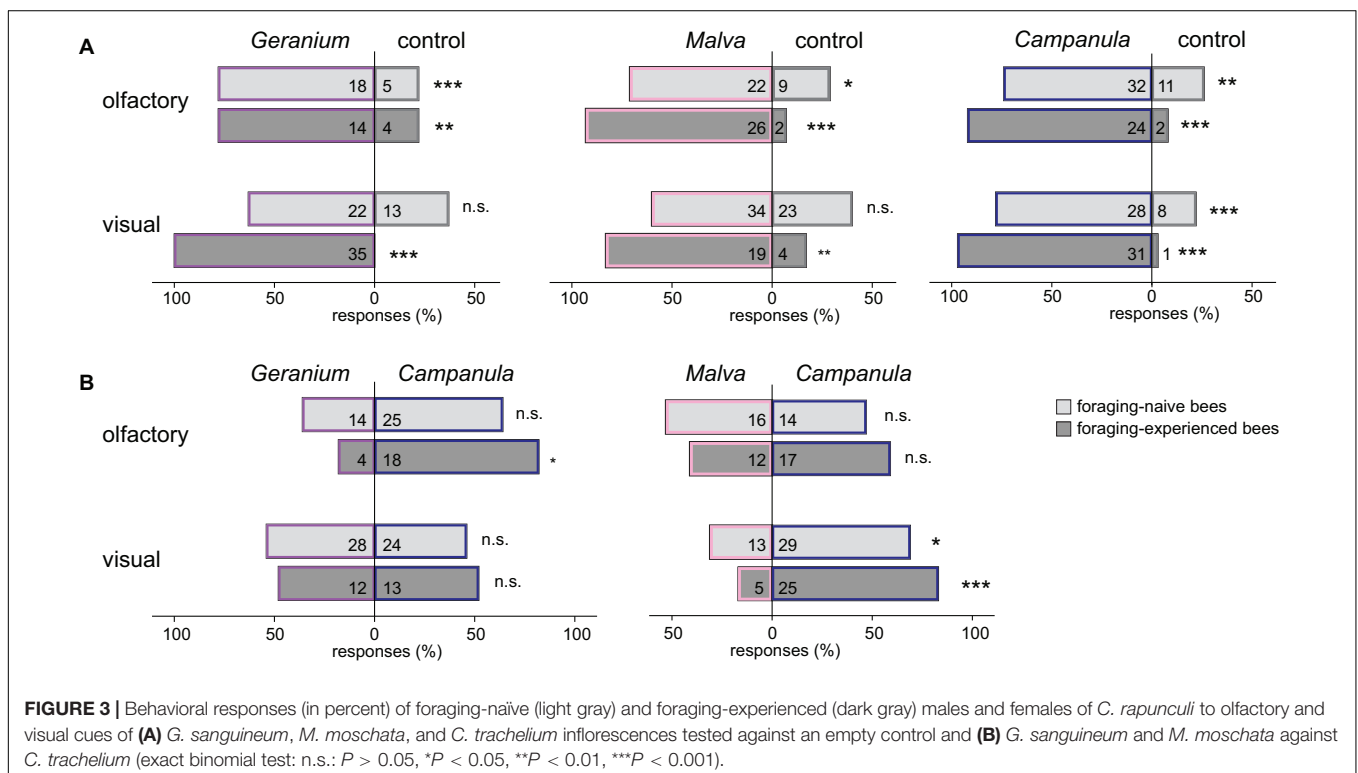 A
Geranium control Malva control Campanula control
olfactory
18 5 *** 22 9 * 32 11 **
14 4 ** 26 2 *** 24 2 ***
visual
22 13 n.s. 34 23 n.s. 28 8 ***
35 *** 19 4 ** 31 1 ***
100 50 0 50 100 50 0 50 100 50 0 50
responses (%) responses (%) responses (%)
B
Geranium Campanula Malva Campanula
olfactory
14 25 n.s. 16 14 n.s.
4 18 * 12 17 n.s.
visual
28 24 n.s. 13 29 *
12 13 n.s. 5 25 ***
100 50 0 50 100 50 0 50 100
responses (%) responses (%)
foraging-naive bees
foraging-experienced bees
FIGURE 3 | Behavioral responses (in percent) of foraging-naïve (light gray) and foraging-experienced (dark gray) males and females of C. rapunculi to olfactory and
visual cues of (A) G. sanguineum, M. moschata, and C. trachelium inflorescences tested against an empty control and (B) G. sanguineum and M. moschata against
C. trachelium (exact binomial test: n.s.: P > 0.05, *P < 0.05, **P < 0.01, ***P < 0.001).